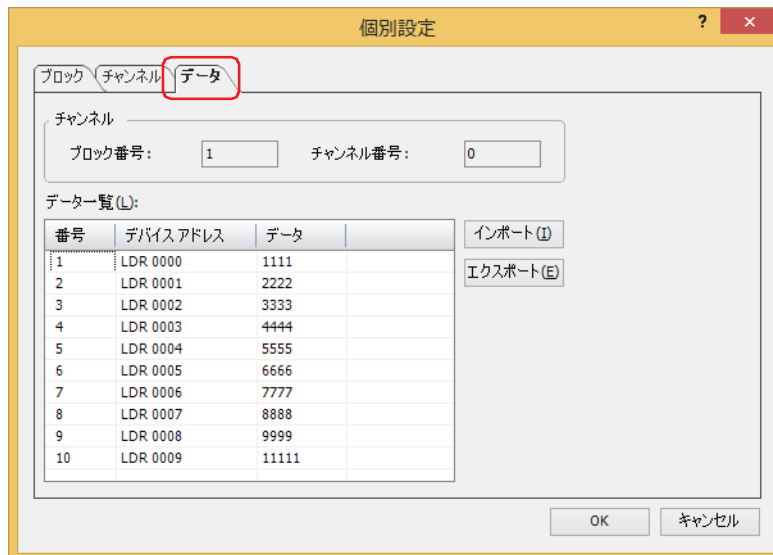 個別設定
? ×
ブロック チャンネル データ
チャンネル
ブロック番号: 1 チャンネル番号: 0
データ一覧(L):
番号 デバイス アドレス データ
1 LDR 0000 1111
2 LDR 0001 2222
3 LDR 0002 3333
4 LDR 0003 4444
5 LDR 0004 5555
6 LDR 0005 6666
7 LDR 0006 7777
8 LDR 0007 8888
9 LDR 0008 9999
10 LDR 0009 11111
インポート(I)
エクスポート(E)
OK キャンセル